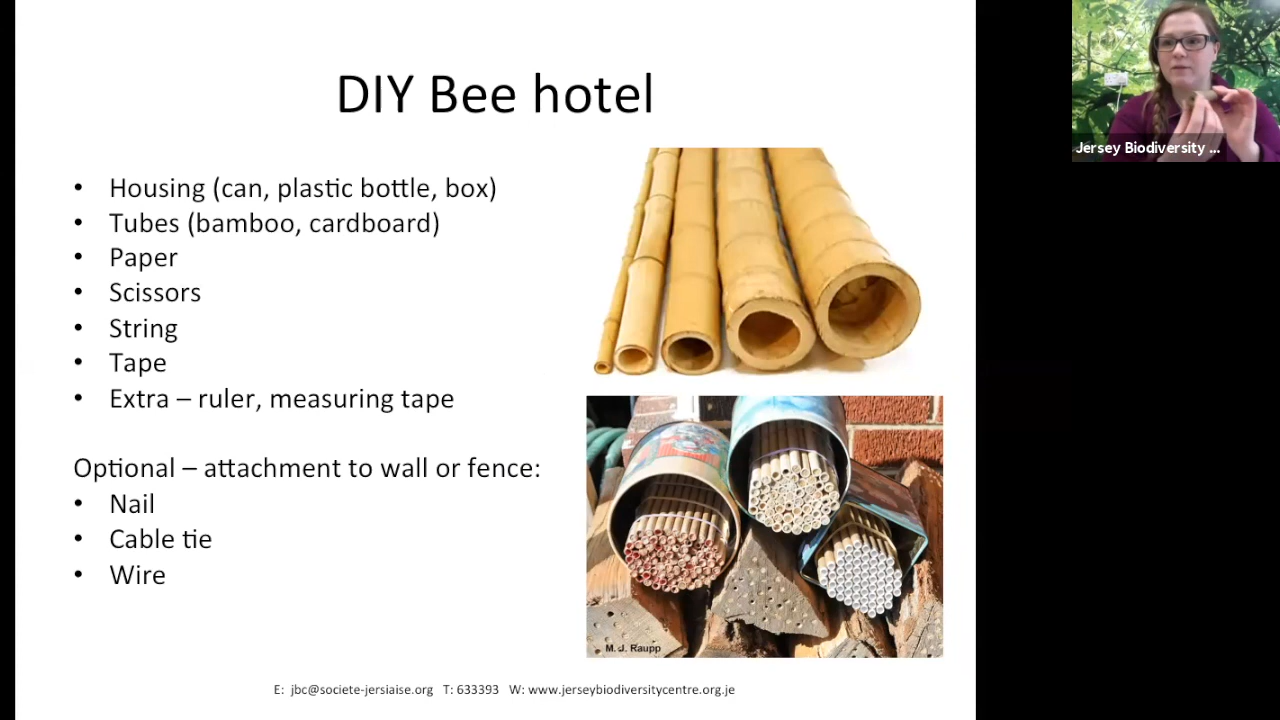 DIY Bee hotel
• Housing (can, plastic bottle, box)
• Tubes (bamboo, cardboard)
• Paper
• Scissors
• String
• Tape
• Extra – ruler, measuring tape
Optional – attachment to wall or fence:
• Nail
• Cable tie
• Wire
M. J. Raupp
E: jbc@societe-jersiaise.org T: 633393 W: www.jerseybiodiversitycentre.org.je
Jersey Biodiversity ...